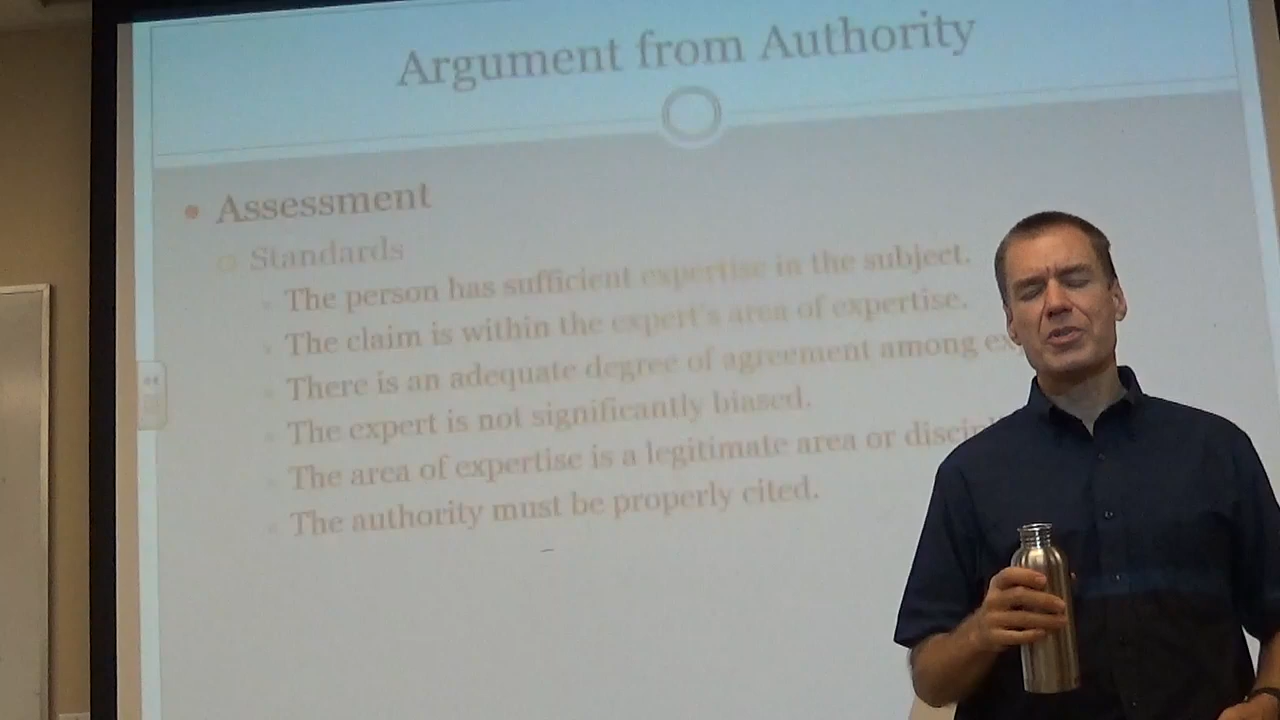 Argument from Authority
Assessment
Standards
The person has sufficient expertise in the subject.
The claim is within the expert's area of expertise.
There is an adequate degree of agreement among
The expert is not significantly biased.
The area of expertise is a legitimate area or
The authority must be properly cited.